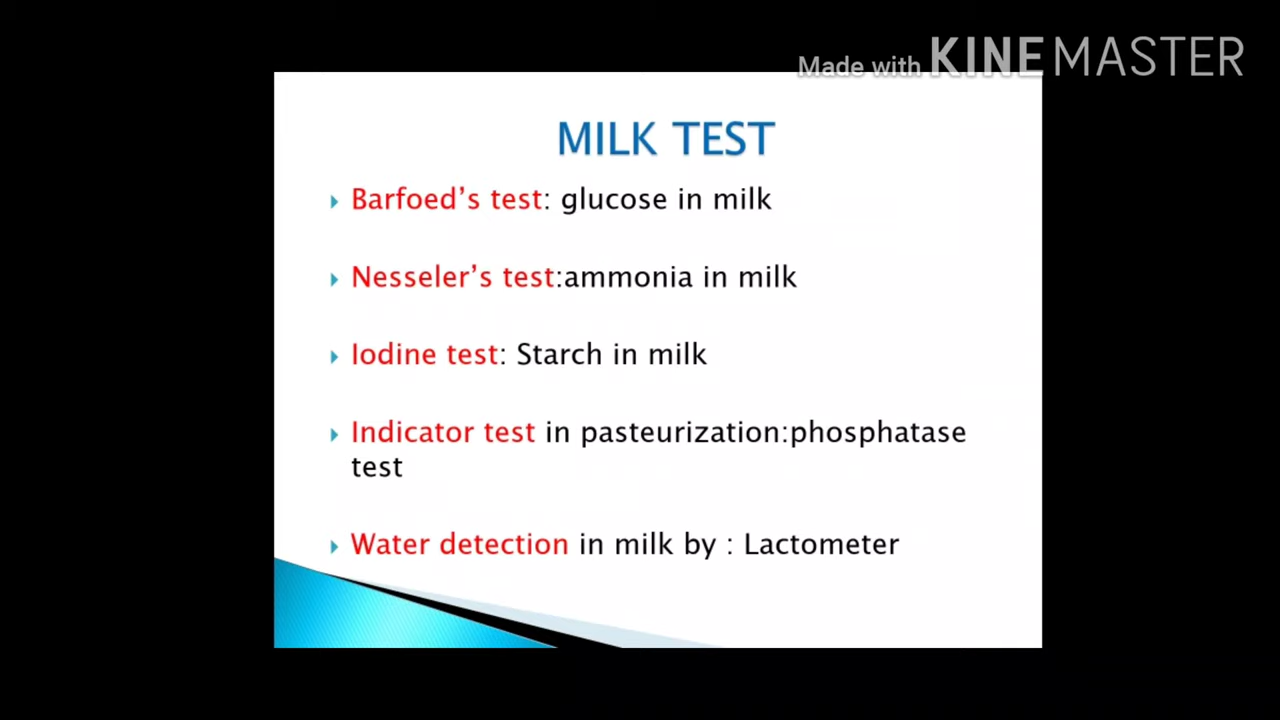 Made with KINEMASTER
MILK TEST
Barfoed's test: glucose in milk
Nesseler's test:ammonia in milk
Iodine test: Starch in milk
Indicator test in pasteurization:phosphatase
test
Water detection in milk by : Lactometer